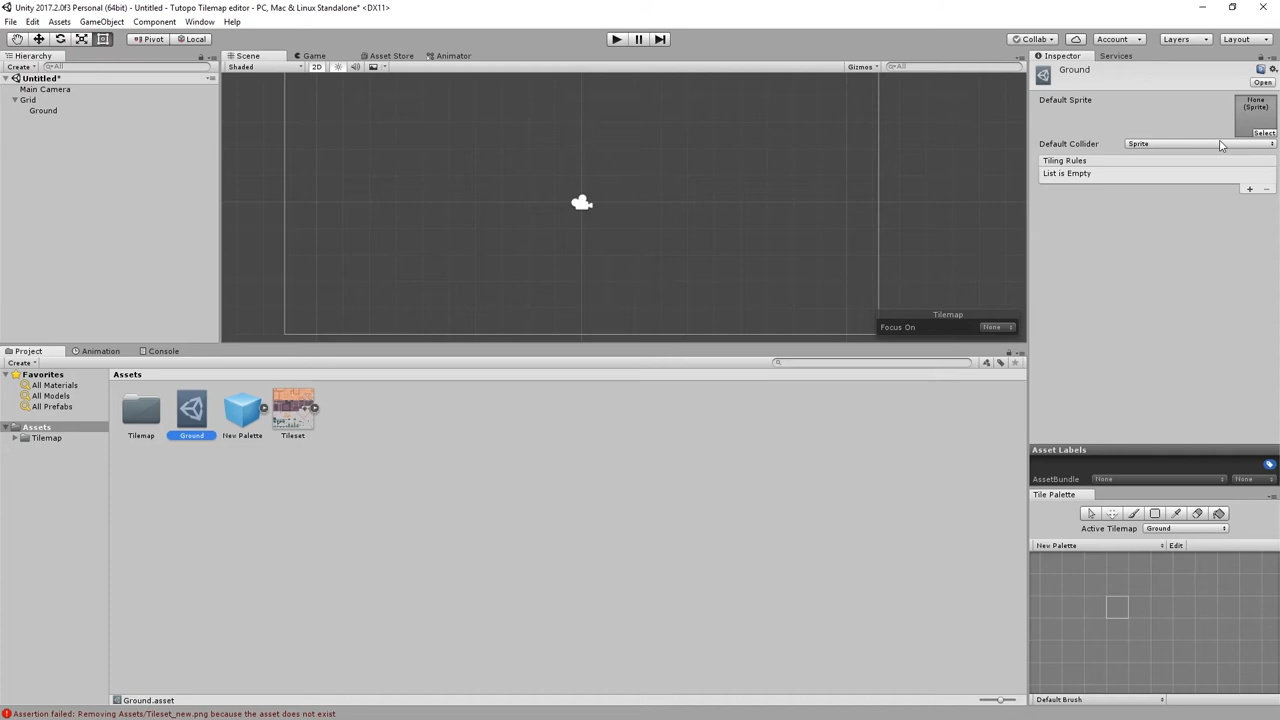 Unity 2017.2.0f3 Personal (64bit) - Untitled - Tutopo Tilemap editor - PC, Mac & Linux Standalone* <DX11>
File Edit Assets GameObject Component Window Help
Pivot Local Collab Account Layers Layout
Hierarchy
Create All
Untitled*
Main Camera
Grid
Ground
Scene Game Asset Store Animator
Shaded 2D Gizmos All
Tilemap
Focus On None
Inspector Services
Ground
Open
Default Sprite
None
(Sprite)
Select
Default Collider Sprite
Tiling Rules
List is Empty
+ −
Project Animation Console
Create
Favorites
All Materials
All Models
All Prefabs
Assets
Tilemap
Assets
Tilemap Ground New Palette Tileset
Ground.asset
Asset Labels
AssetBundle None None
Tile Palette
Active Tilemap Ground
New Palette Edit
Default Brush
Assertion failed: Removing Assets/Tileset_new.png because the asset does not exist